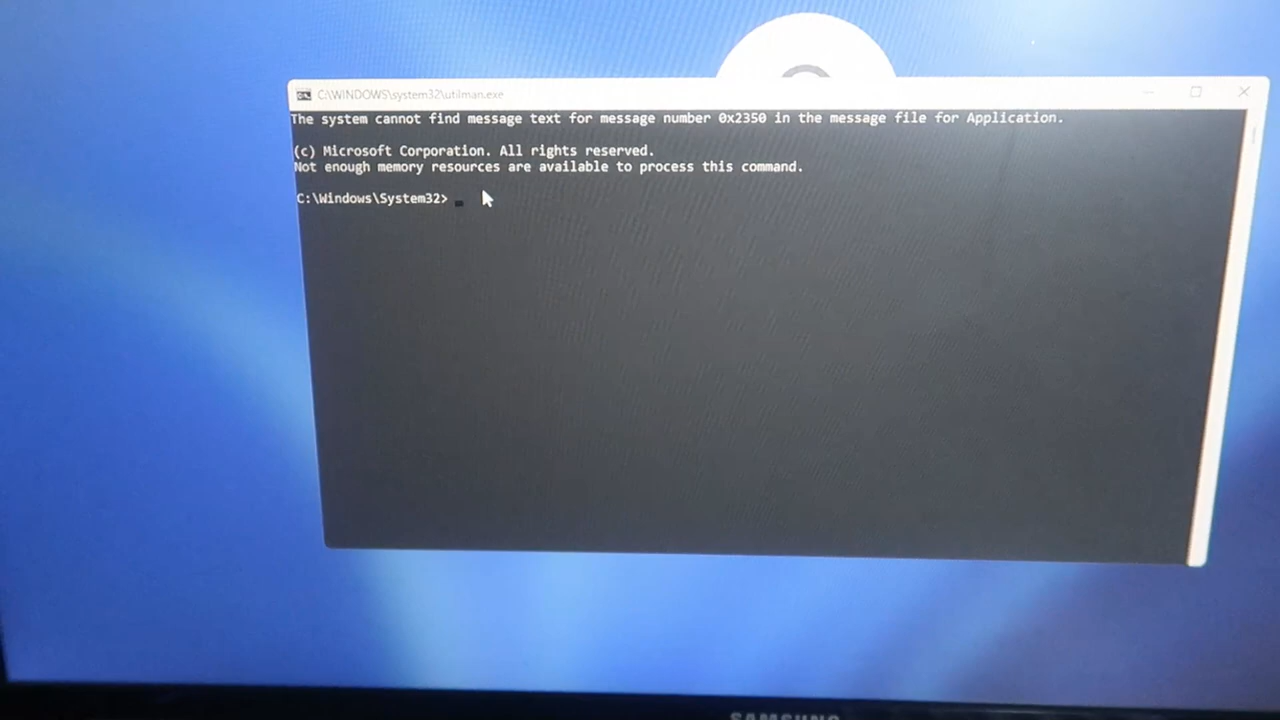 C:\WINDOWS\system32\utilman.exe
The system cannot find message text for message number 0x2350 in the message file for Application.
(c) Microsoft Corporation. All rights reserved.
Not enough memory resources are available to process this command.
C:\Windows\System32>
SAMSUNG